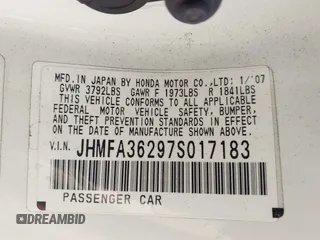 MFD.IN JAPAN BY HONDA MOTOR CO.,LTD; 1/'07
GVWR 3792LBS GAWR F 1973LBS R 1841LBS
THIS VEHICLE CONFORMS TO ALL APPLICABLE
FEDERAL MOTOR VEHICLE SAFETY, BUMPER,
AND THEFT PREVENTION STANDARDS IN EFFECT
ON THE DATE OF MANUFACTURE SHOWN ABOVE.
V.I.N. JHMFA36297S017183
PASSENGER CAR
DREAMBID